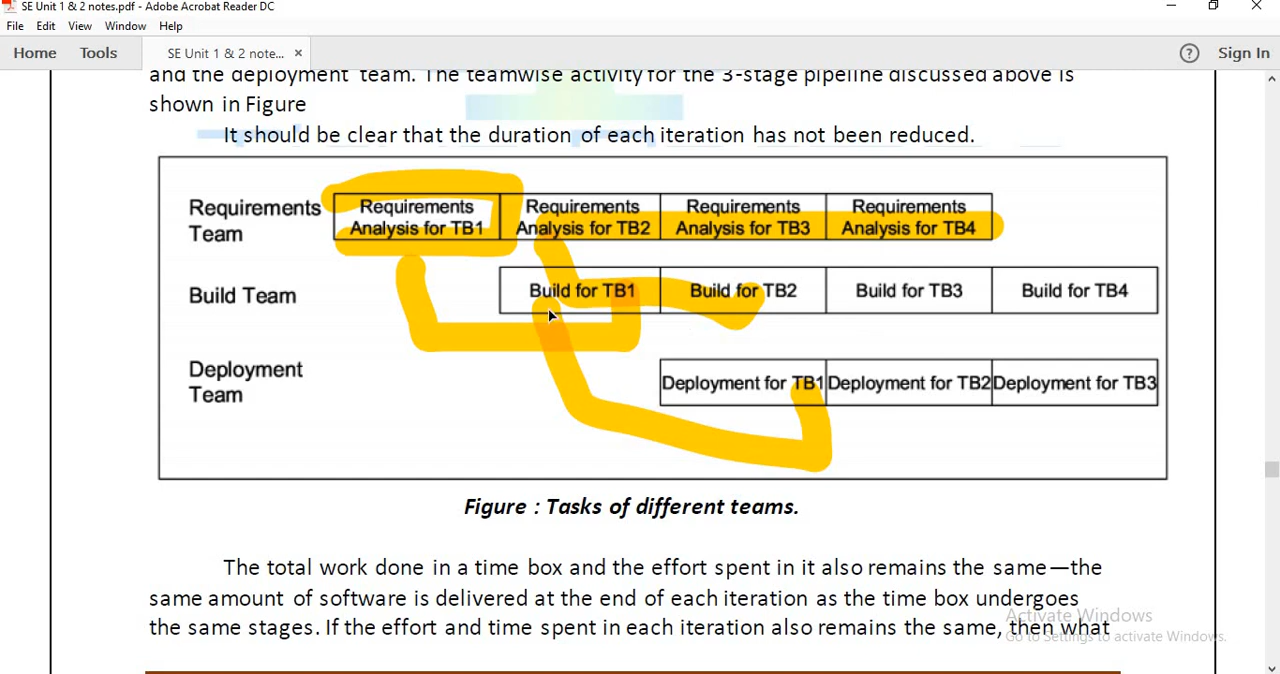 SE Unit 1 & 2 notes.pdf - Adobe Acrobat Reader DC
File Edit View Window Help
Home Tools SE Unit 1 & 2 note... × ? Sign In
and the deployment team. The teamwise activity for the 3-stage pipeline discussed above is
shown in Figure
It should be clear that the duration of each iteration has not been reduced.
Requirements Team
Requirements Analysis for TB1
Requirements Analysis for TB2
Requirements Analysis for TB3
Requirements Analysis for TB4
Build Team
Build for TB1
Build for TB2
Build for TB3
Build for TB4
Deployment Team
Deployment for TB1
Deployment for TB2
Deployment for TB3
Figure : Tasks of different teams.
The total work done in a time box and the effort spent in it also remains the same—the
same amount of software is delivered at the end of each iteration as the time box undergoes
the same stages. If the effort and time spent in each iteration also remains the same, then what
Activate Windows
Go to Settings to activate Windows.